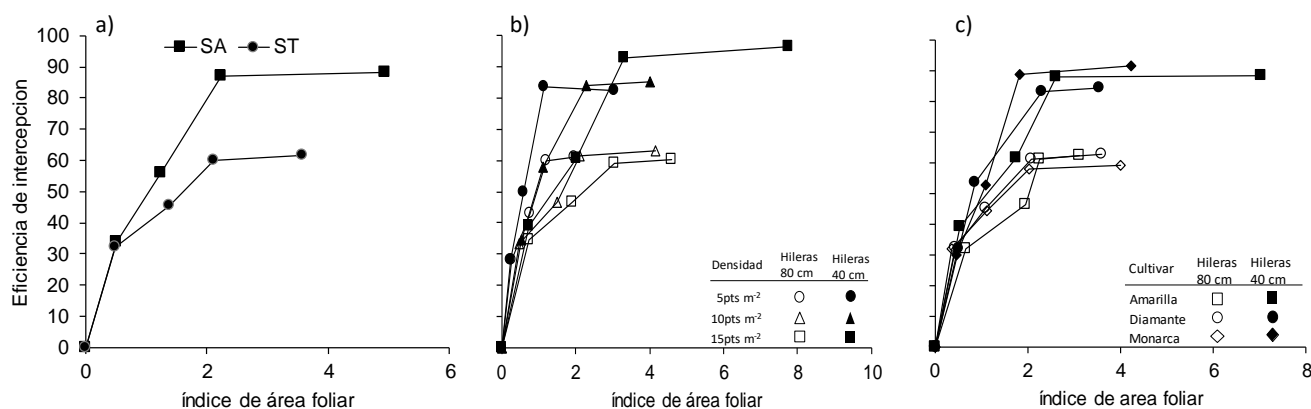 a)
SA ST
Eficiencia de intercepcion
100
90
80
70
60
50
40
30
20
10
0
0 2 4 6
índice de área foliar
b)
Densidad Hileras 80 cm Hileras 40 cm
5pts m⁻²
10pts m⁻²
15pts m⁻²
0 2 4 6 8 10
índice de área foliar
c)
Cultivar Hileras 80 cm Hileras 40 cm
Amarilla
Diamante
Monarca
0 2 4 6 8
índice de area foliar